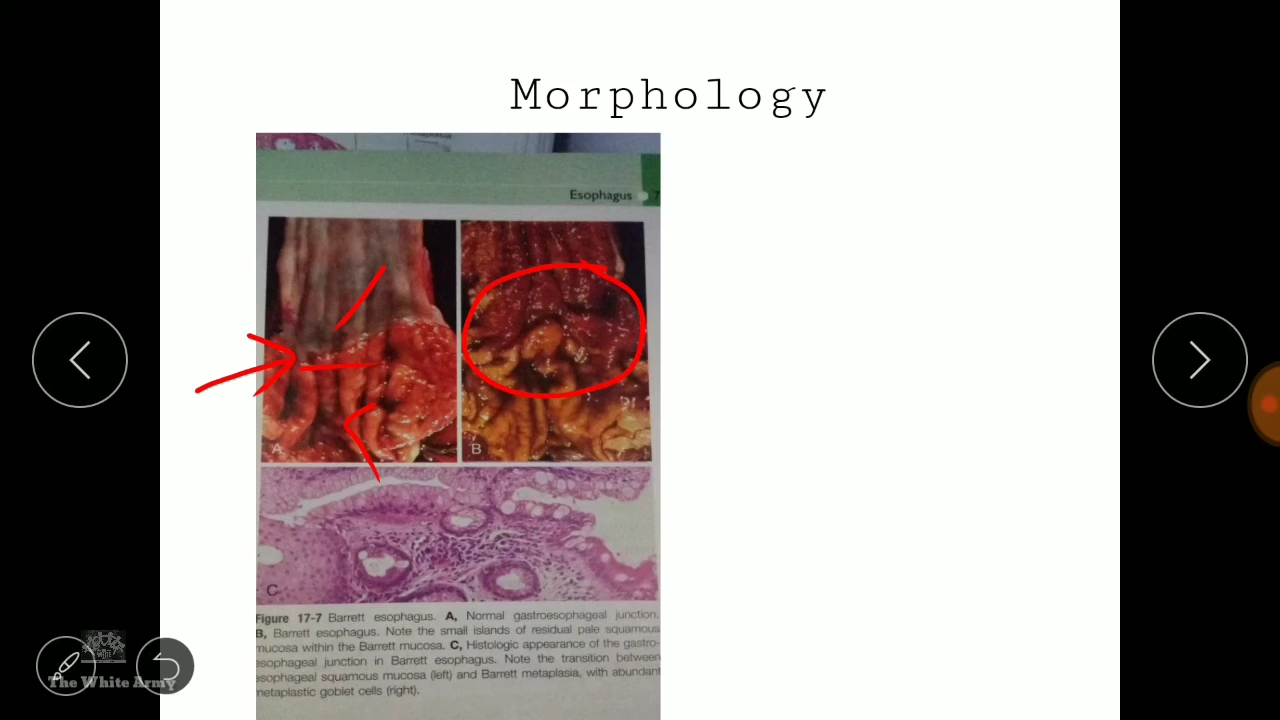 Morphology
Esophagus
A
B
C
Figure 17-7 Barrett esophagus. A, Normal gastroesophageal junction.
B, Barrett esophagus. Note the small islands of residual pale squamous
mucosa within the Barrett mucosa. C, Histologic appearance of the gastro-
esophageal junction in Barrett esophagus. Note the transition between
esophageal squamous mucosa (left) and Barrett metaplasia, with abundant
metaplastic goblet cells (right).
The White Army